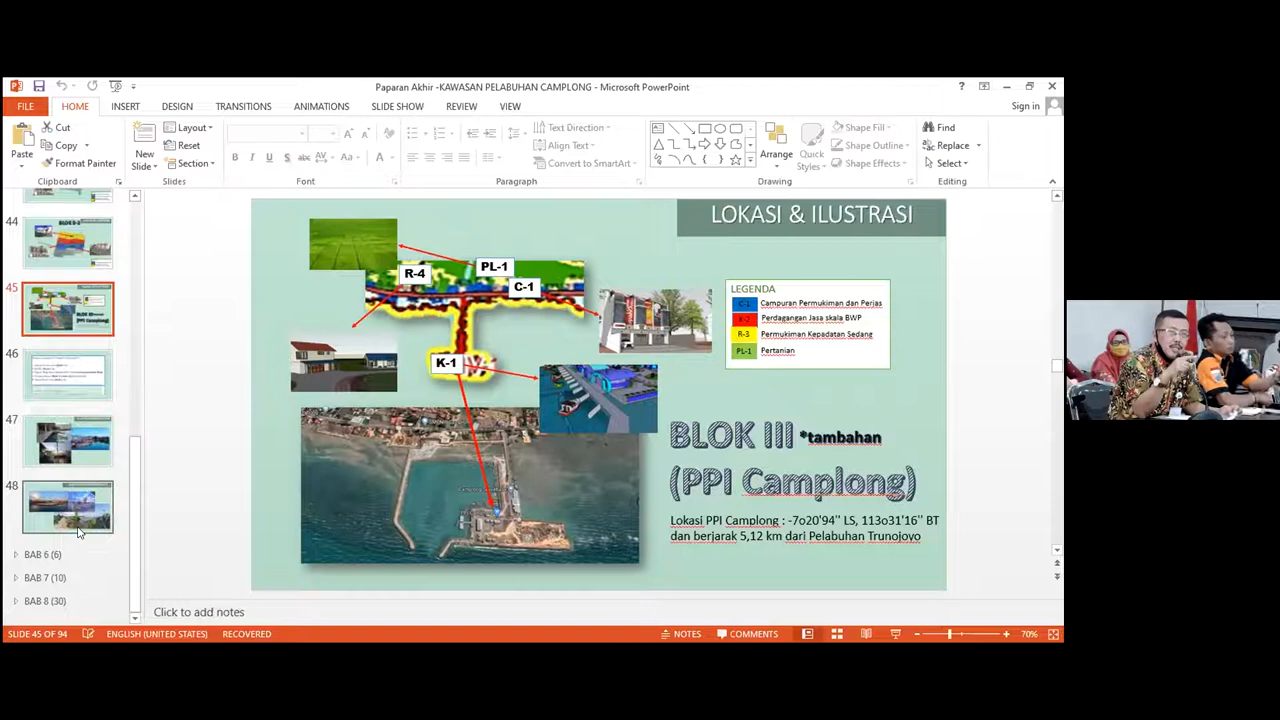 Paparan Akhir -KAWASAN PELABUHAN CAMPLONG - Microsoft PowerPoint
FILE HOME INSERT DESIGN TRANSITIONS ANIMATIONS SLIDE SHOW REVIEW VIEW
Sign in
Paste
Cut
Copy
Format Painter
Clipboard
New
Slide
Layout
Reset
Section
Slides
Font
Text Direction
Align Text
Convert to SmartArt
Paragraph
Arrange
Quick
Styles
Shape Fill
Shape Outline
Shape Effects
Drawing
Find
Replace
Select
Editing
44
45
46
47
48
BAB 6 (6)
BAB 7 (10)
BAB 8 (30)
LOKASI & ILUSTRASI
R-4
PL-1
C-1
K-1
LEGENDA
C-1 Campuran Permukiman dan Perjas
Perdagangan Jasa skala BWP
R-3 Permukiman Kepadatan Sedang
PL-1 Pertanian
BLOK III *tambahan
(PPI Camplong)
Lokasi PPI Camplong : -7o20'94'' LS, 113o31'16'' BT
dan berjarak 5,12 km dari Pelabuhan Trunojoyo
Click to add notes
SLIDE 45 OF 94 ENGLISH (UNITED STATES) RECOVERED NOTES COMMENTS 70%